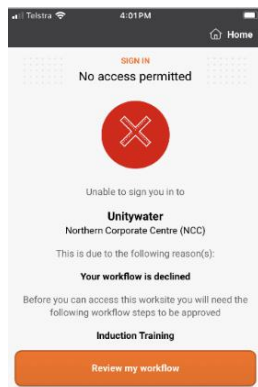 Telstra 4:01PM
Home
SIGN IN
No access permitted
Unable to sign you in to
Unitywater
Northern Corporate Centre (NCC)
This is due to the following reason(s):
Your workflow is declined
Before you can access this worksite you will need the
following workflow steps to be approved
Induction Training
Review my workflow